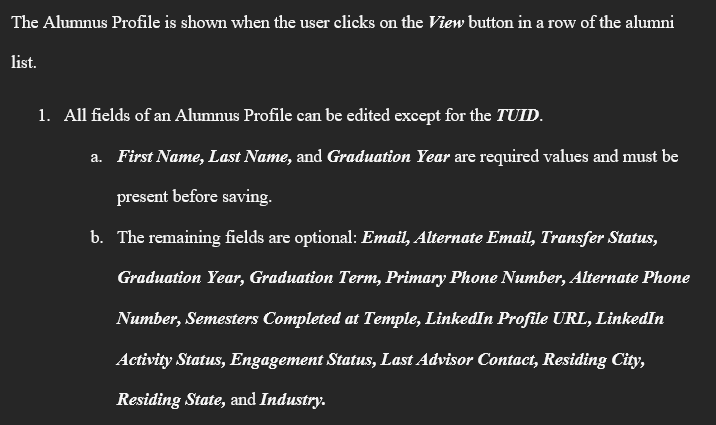 The Alumnus Profile is shown when the user clicks on the View button in a row of the alumni
list.
1. All fields of an Alumnus Profile can be edited except for the TUID.
a. First Name, Last Name, and Graduation Year are required values and must be
present before saving.
b. The remaining fields are optional: Email, Alternate Email, Transfer Status,
Graduation Year, Graduation Term, Primary Phone Number, Alternate Phone
Number, Semesters Completed at Temple, LinkedIn Profile URL, LinkedIn
Activity Status, Engagement Status, Last Advisor Contact, Residing City,
Residing State, and Industry.